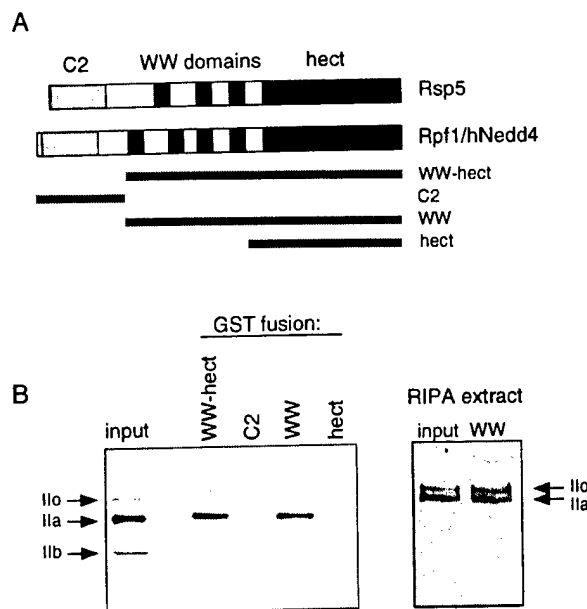 A
C2 WW domains hect
Rsp5
Rpf1/hNedd4
WW-hect
C2
WW
hect
GST fusion:
B
input WW-hect C2 WW hect
RIPA extract
input WW
IIo
IIa
IIb
IIo
IIa